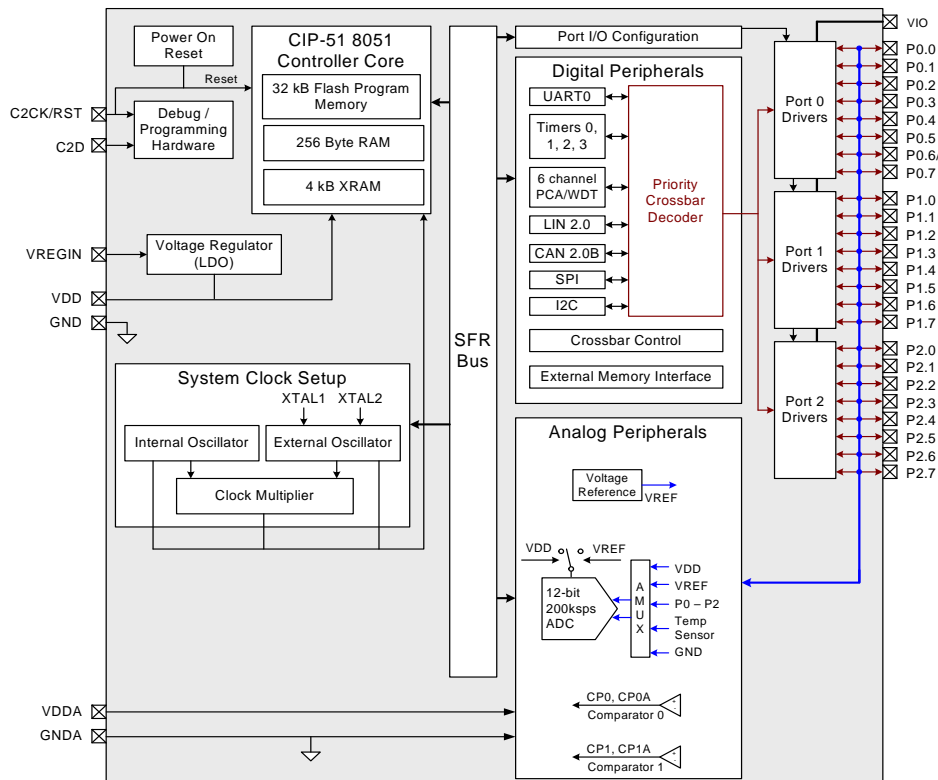 Power On
Reset
Reset
C2CK/RST
Debug /
Programming
Hardware
C2D
CIP-51 8051
Controller Core
32 kB Flash Program
Memory
256 Byte RAM
4 kB XRAM
VREGIN
Voltage Regulator
(LDO)
VDD
GND
System Clock Setup
XTAL1
XTAL2
Internal Oscillator
External Oscillator
Clock Multiplier
SFR
Bus
Port I/O Configuration
Digital Peripherals
UART0
Timers 0,
1, 2, 3
6 channel
PCA/WDT
LIN 2.0
CAN 2.0B
SPI
I2C
Priority
Crossbar
Decoder
Crossbar Control
External Memory Interface
Port 0
Drivers
Port 1
Drivers
Port 2
Drivers
VIO
P0.0
P0.1
P0.2
P0.3
P0.4
P0.5
P0.6/
P0.7
P1.0
P1.1
P1.2
P1.3
P1.4
P1.5
P1.6
P1.7
P2.0
P2.1
P2.2
P2.3
P2.4
P2.5
P2.6
P2.7
Analog Peripherals
Voltage
Reference
VREF
VDD
VREF
12-bit
200ksps
ADC
A
M
U
X
VDD
VREF
P0 – P2
Temp
Sensor
GND
VDDA
GNDA
CP0, CP0A
Comparator 0
+
-
CP1, CP1A
Comparator 1
+
-